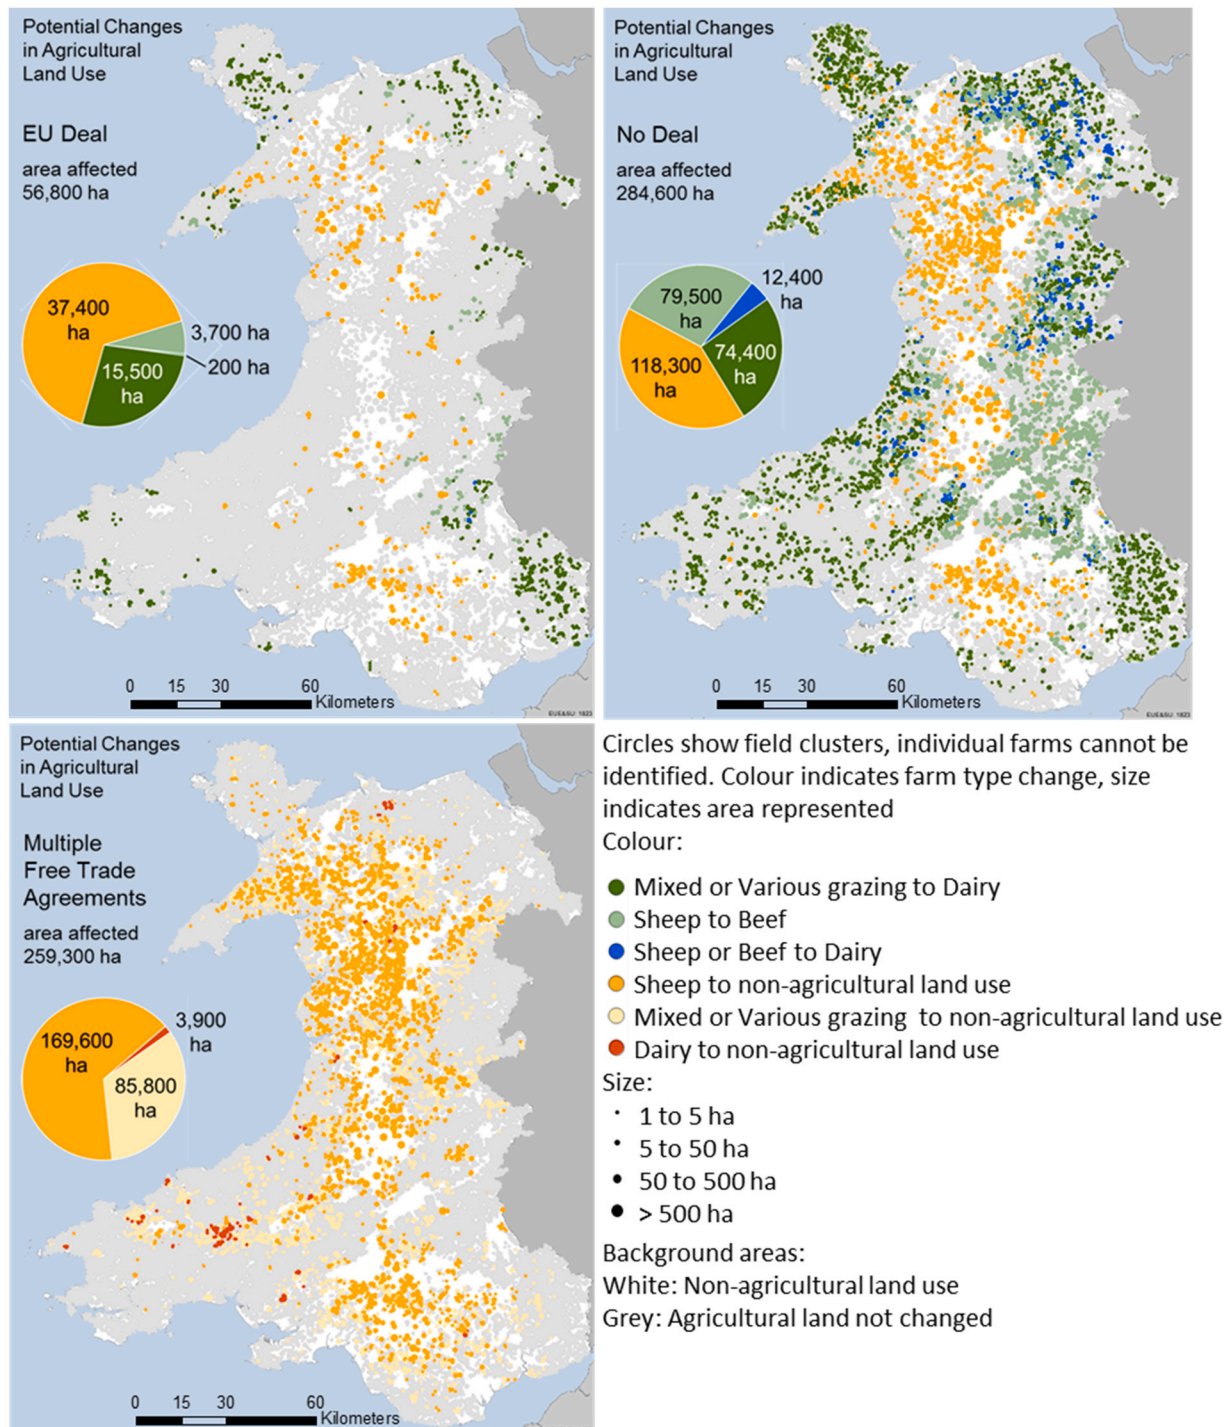 Potential Changes
in Agricultural
Land Use
EU Deal
area affected
56,800 ha
37,400
ha
3,700 ha
200 ha
15,500
ha
0 15 30 60
Kilometers
EUE&SU: 1823
Potential Changes
in Agricultural
Land Use
No Deal
area affected
284,600 ha
79,500
ha
12,400
ha
74,400
ha
118,300
ha
0 15 30 60
Kilometers
EUE&SU: 1823
Potential Changes
in Agricultural
Land Use
Multiple
Free Trade
Agreements
area affected
259,300 ha
169,600
ha
3,900
ha
85,800
ha
0 15 30 60
Kilometers
Circles show field clusters, individual farms cannot be
identified. Colour indicates farm type change, size
indicates area represented
Colour:
Mixed or Various grazing to Dairy
Sheep to Beef
Sheep or Beef to Dairy
Sheep to non-agricultural land use
Mixed or Various grazing to non-agricultural land use
Dairy to non-agricultural land use
Size:
1 to 5 ha
5 to 50 ha
50 to 500 ha
> 500 ha
Background areas:
White: Non-agricultural land use
Grey: Agricultural land not changed